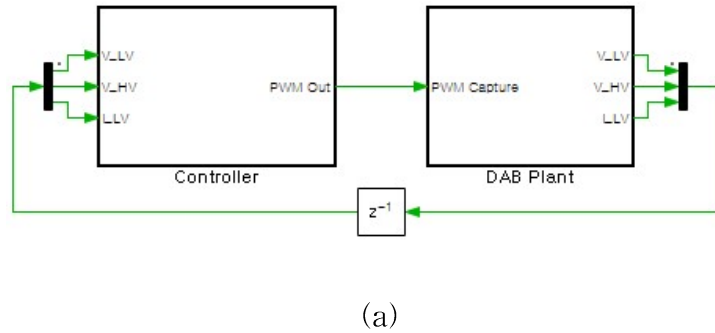 V_LV
V_HV
I_LV
PWM Out
Controller
PWM Capture
V_LV
V_HV
I_LV
DAB Plant
z⁻¹
(a)